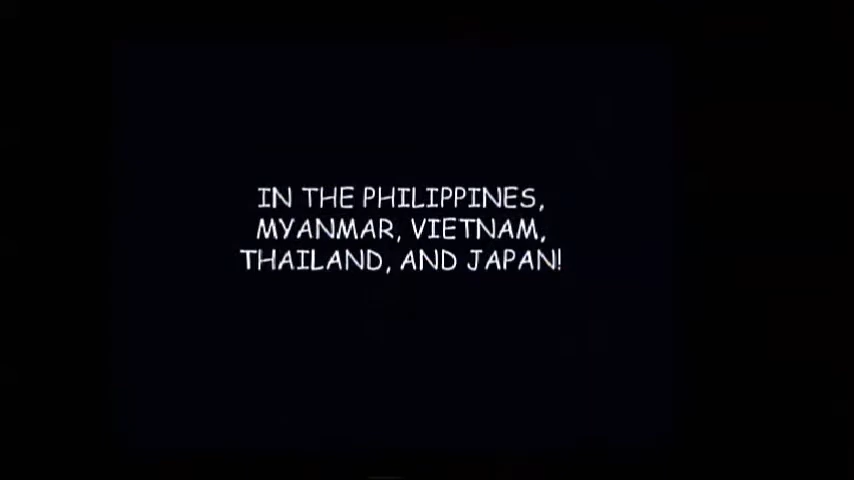 IN THE PHILIPPINES,
MYANMAR, VIETNAM,
THAILAND, AND JAPAN!